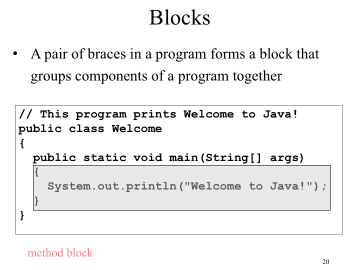 Blocks
• A pair of braces in a program forms a block that
groups components of a program together
// This program prints Welcome to Java!
public class Welcome
{
  public static void main(String[] args)
  {
    System.out.println("Welcome to Java!");
  }
}
method block
20